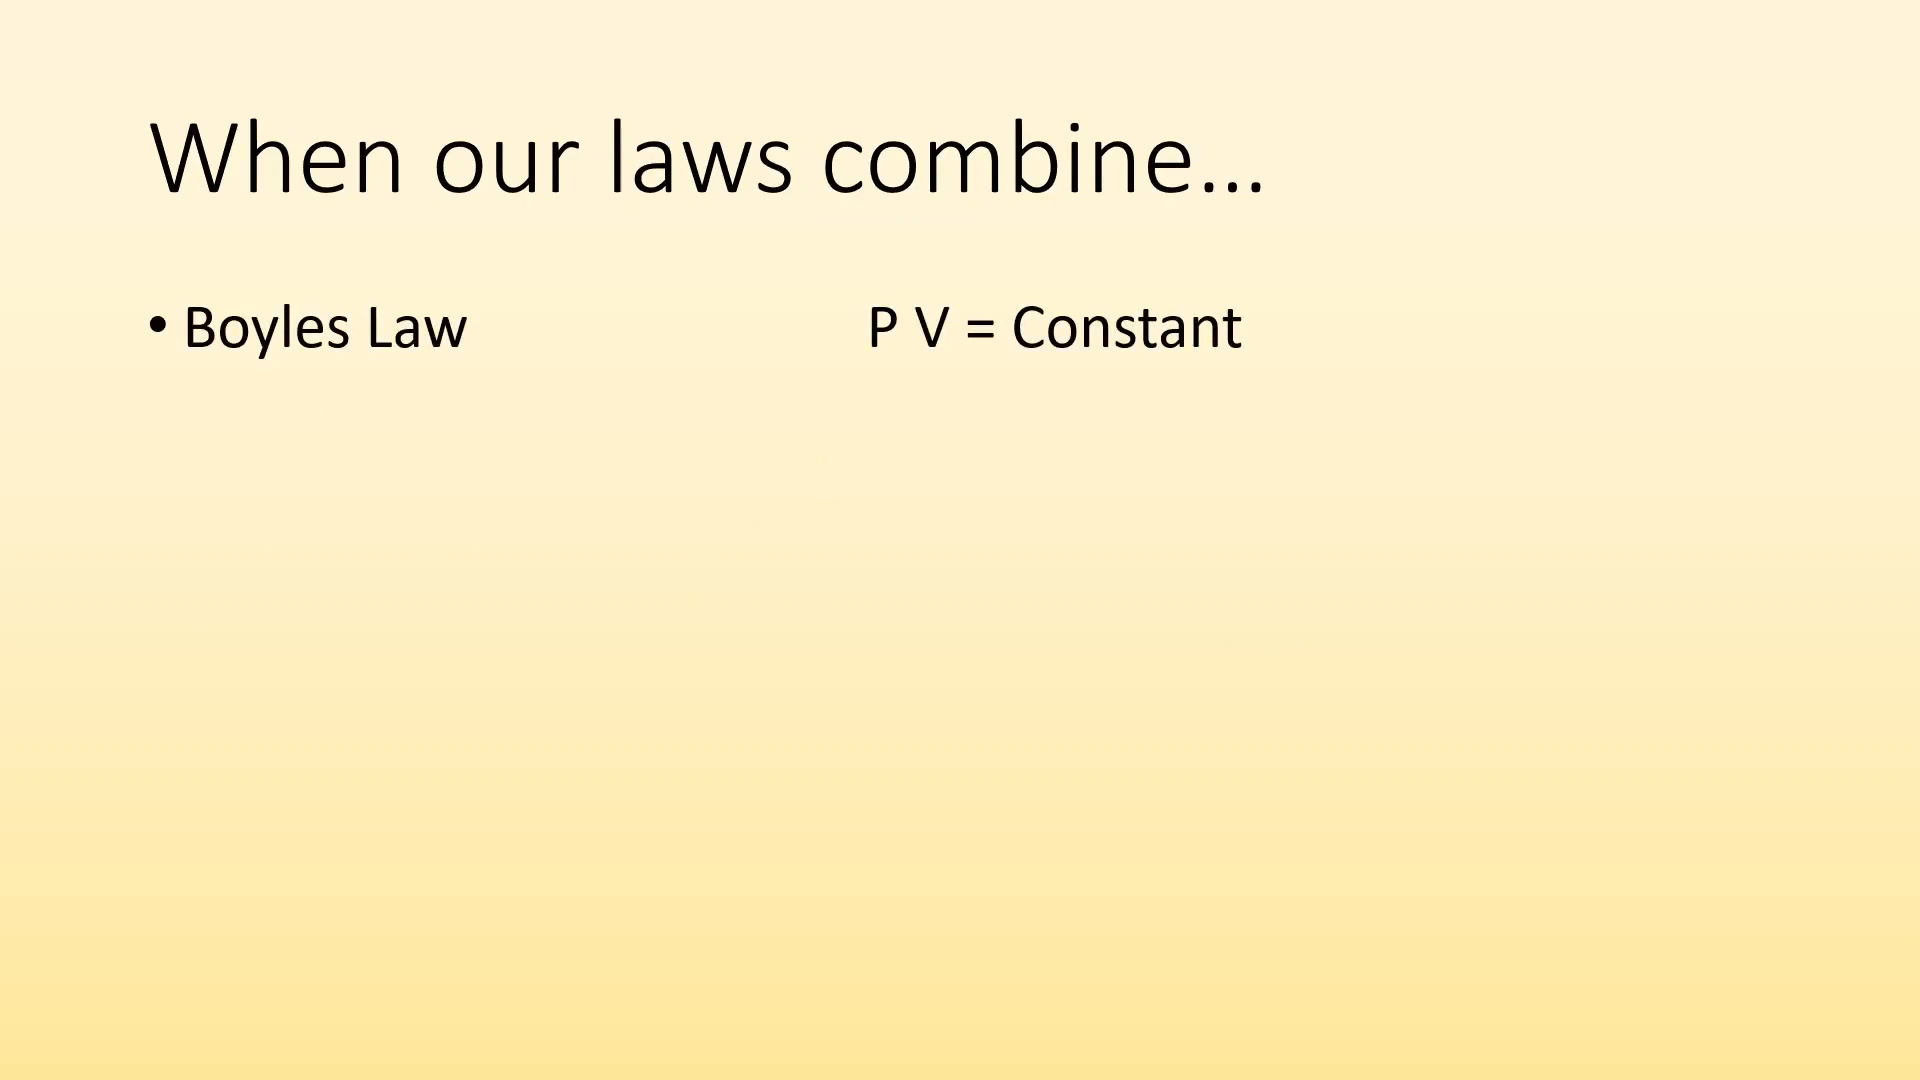 When our laws combine…
• Boyles Law P V = Constant